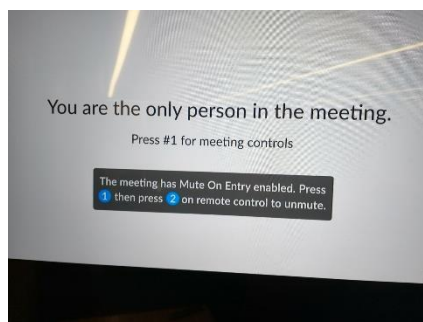 You are the only person in the meeting.
Press #1 for meeting controls
The meeting has Mute On Entry enabled. Press
1 then press 2 on remote control to unmute.